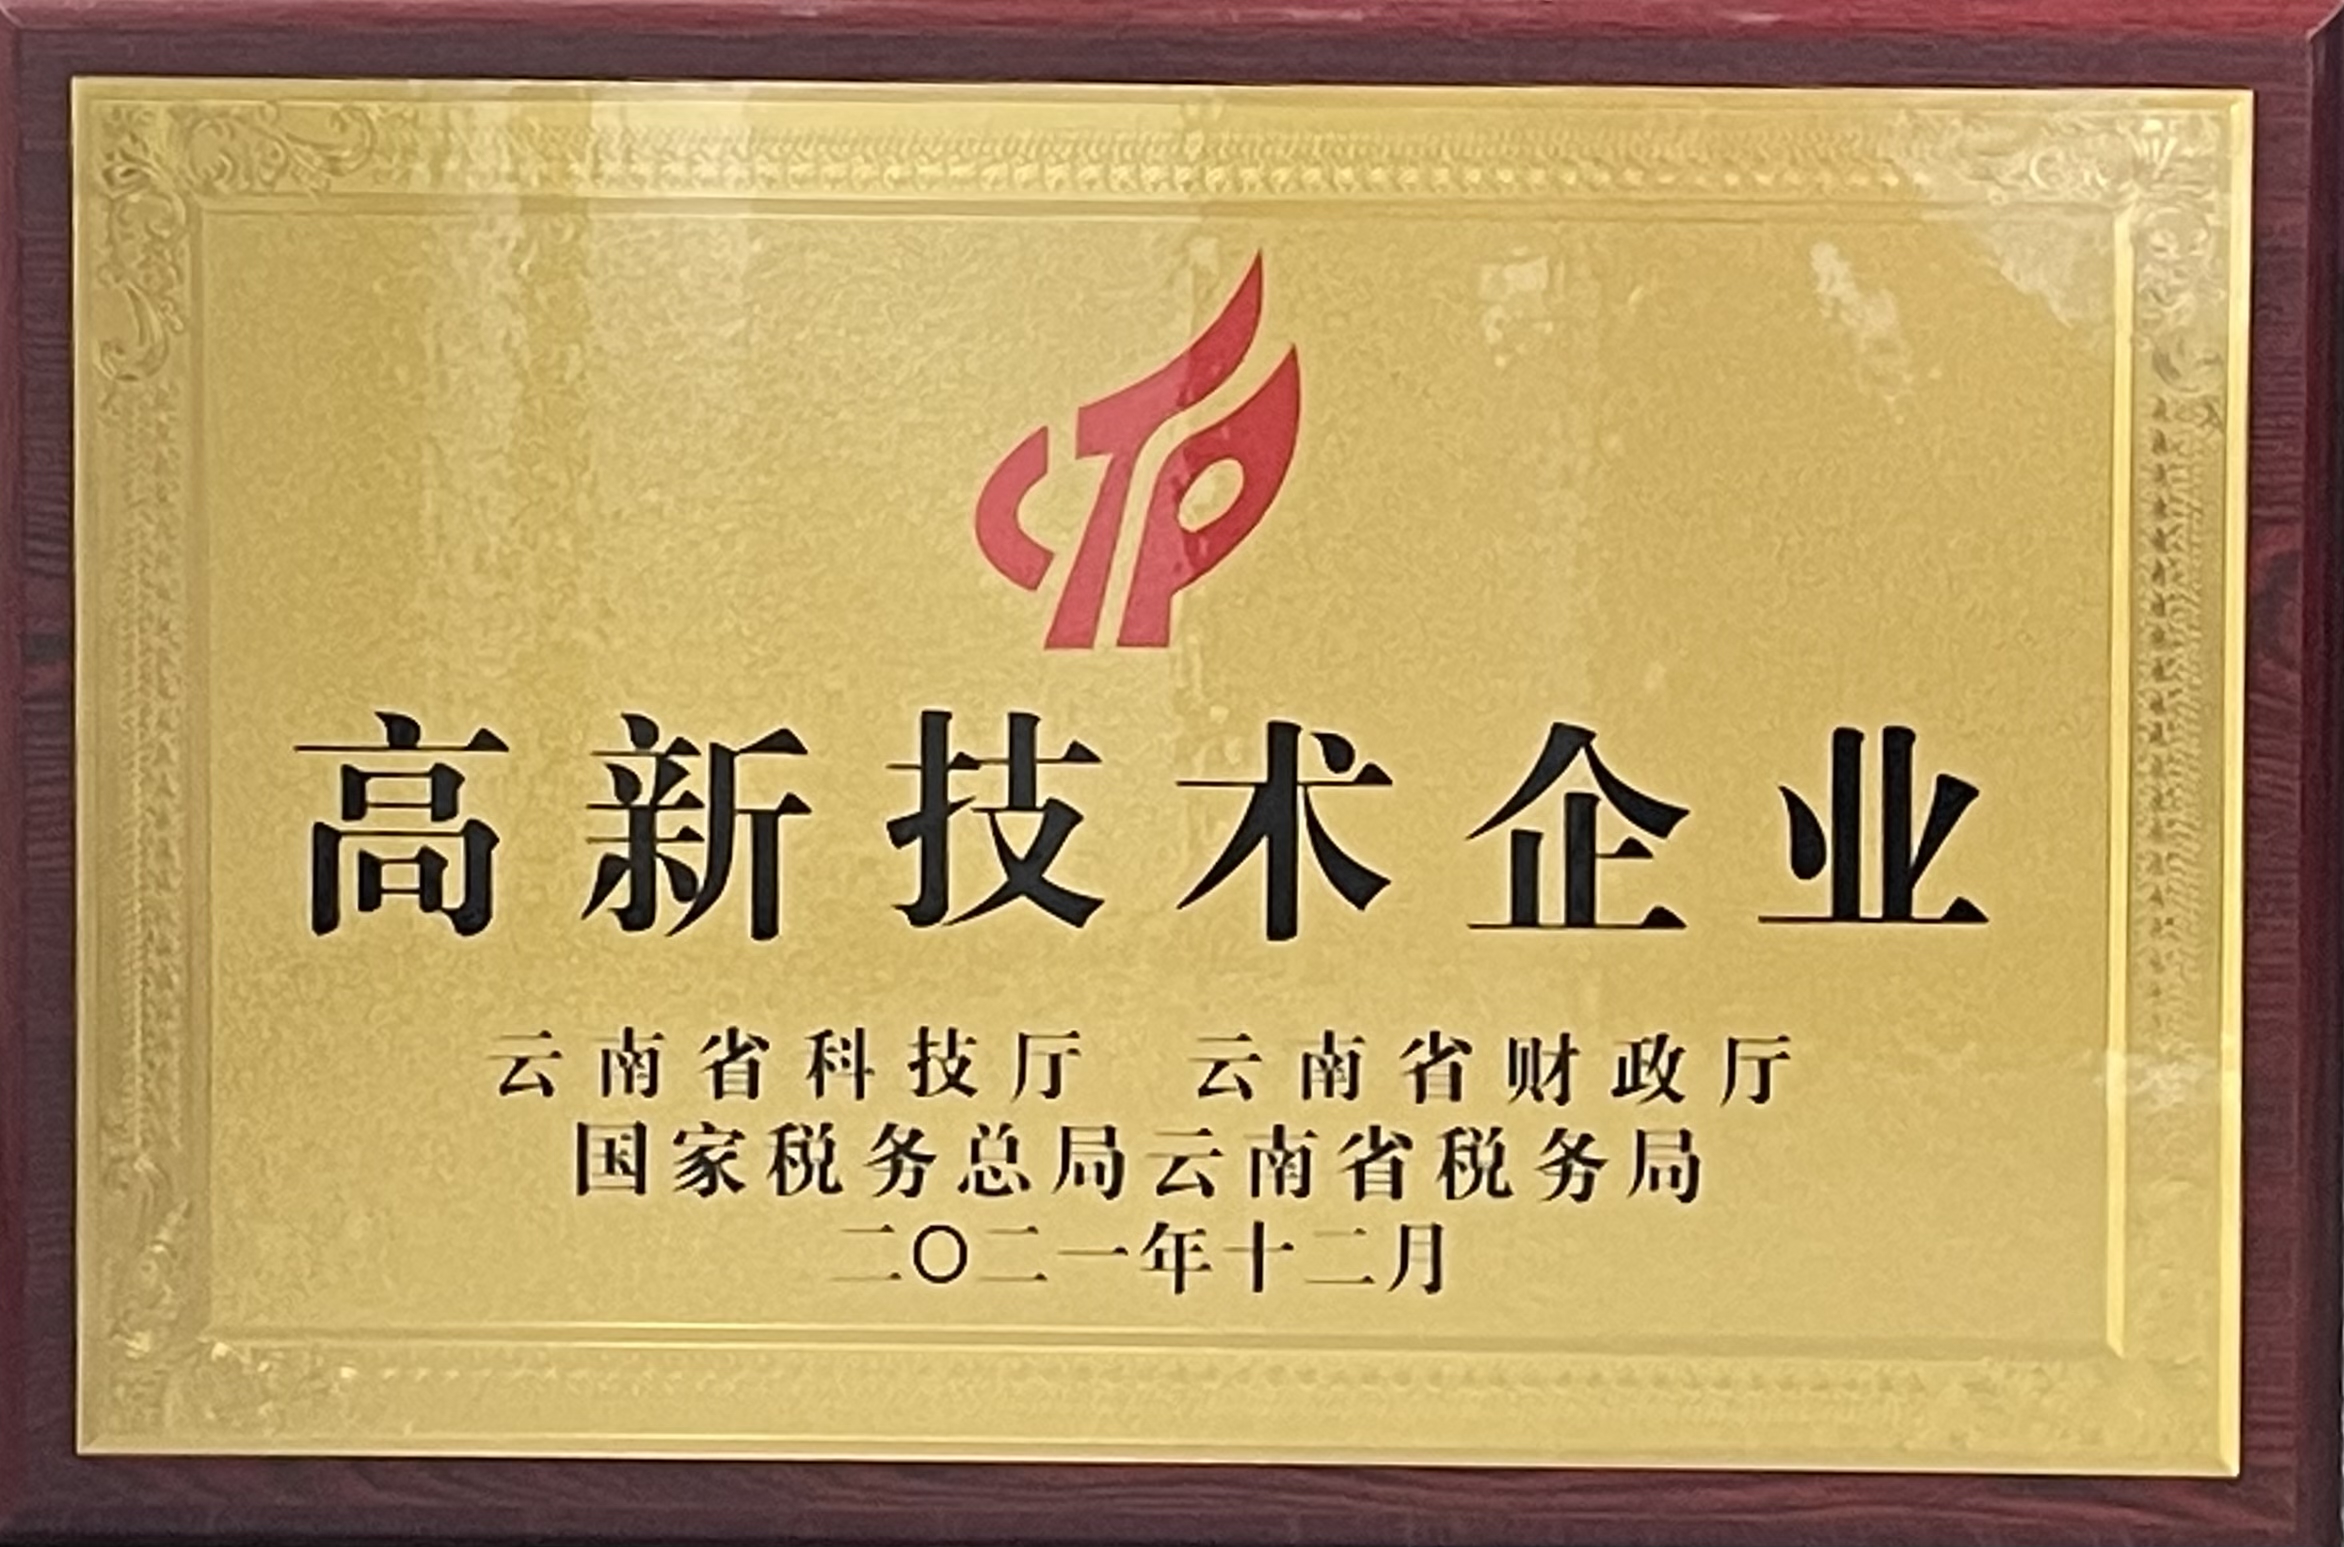 高新技术企业
云南省科技厅 云南省财政厅
国家税务总局云南省税务局
二〇二一年十二月